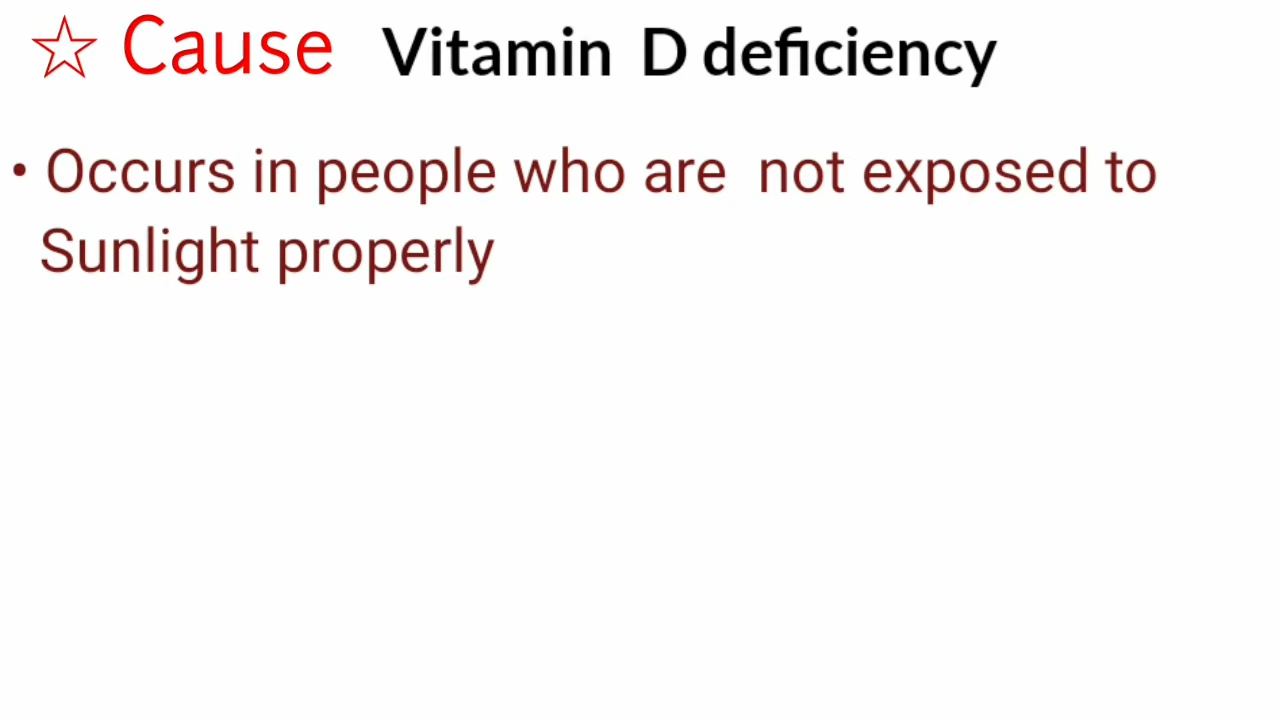 ☆ Cause Vitamin D deficiency
• Occurs in people who are not exposed to
Sunlight properly